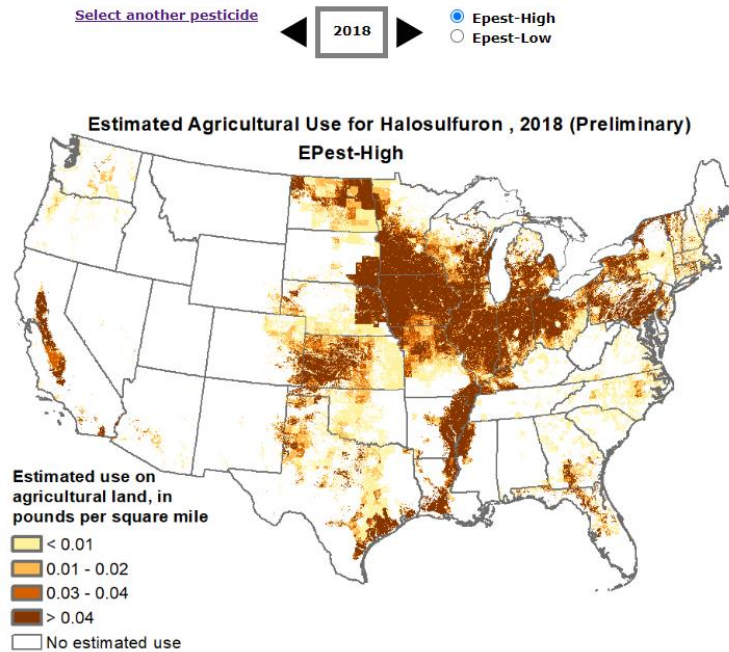 Select another pesticide
2018
Epest-High
Epest-Low
Estimated Agricultural Use for Halosulfuron , 2018 (Preliminary)
EPest-High
Estimated use on
agricultural land, in
pounds per square mile
< 0.01
0.01 - 0.02
0.03 - 0.04
> 0.04
No estimated use